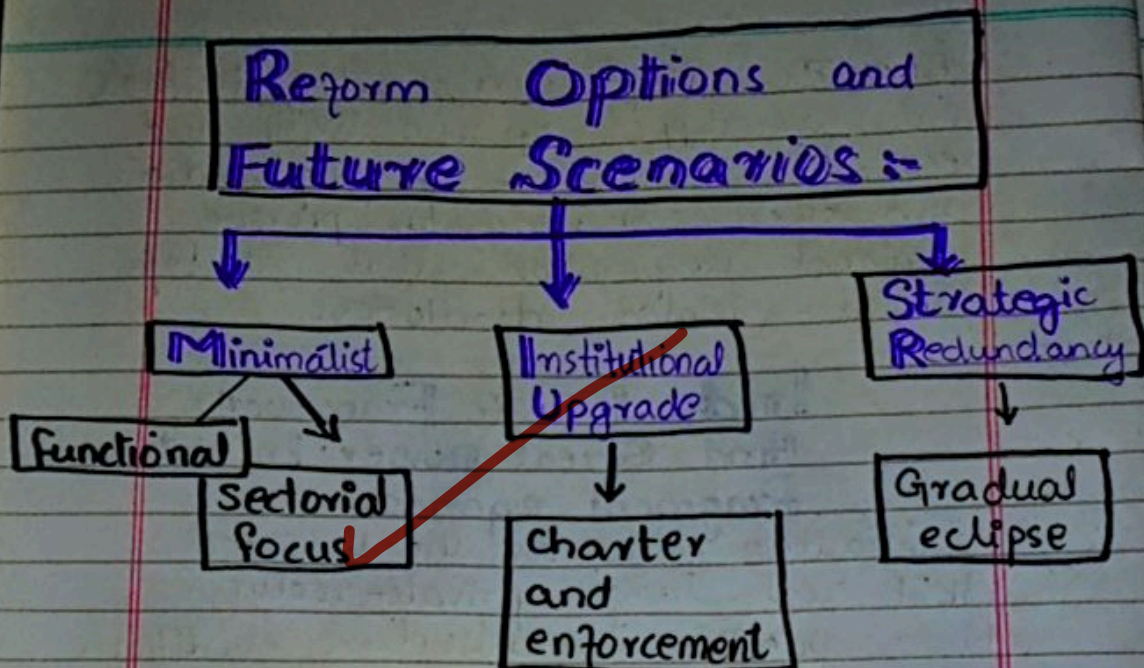 Reform Options and
Future Scenarios :-
Minimalist
Functional
Sectorial
focus
Institutional
Upgrade
Charter
and
enforcement
Strategic
Redundancy
Gradual
eclipse